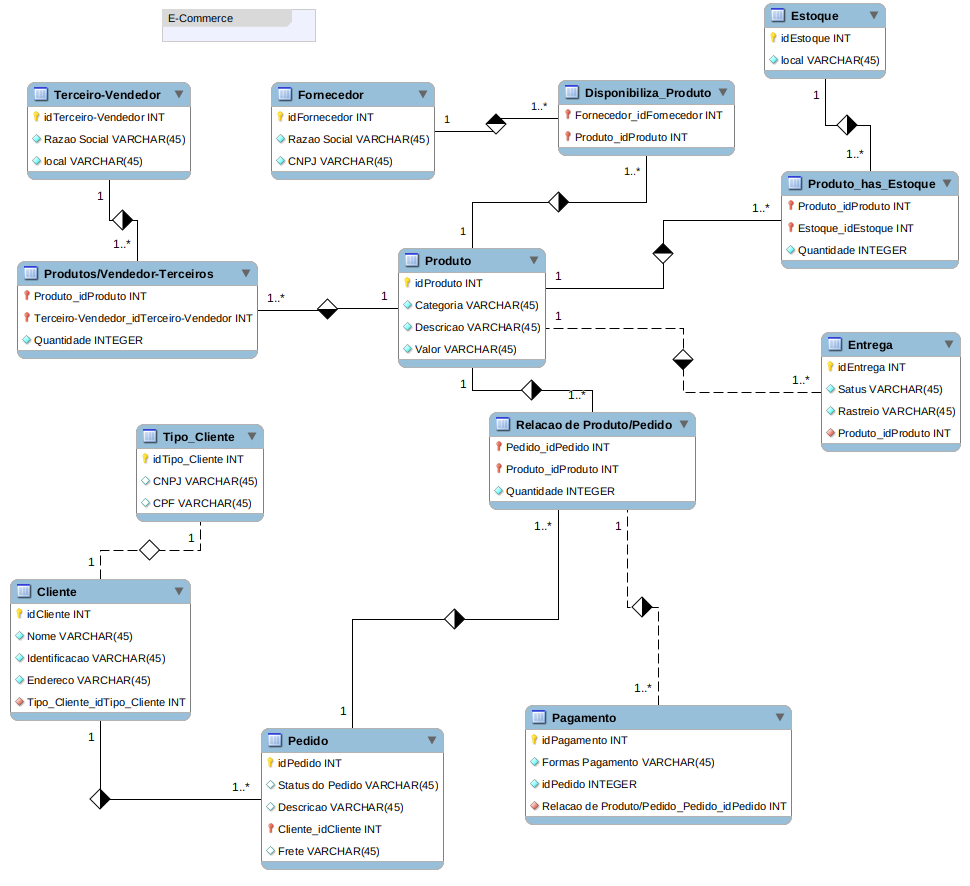 E-Commerce
Estoque
idEstoque INT
local VARCHAR(45)
1
1..*
Terceiro-Vendedor
idTerceiro-Vendedor INT
Razao Social VARCHAR(45)
local VARCHAR(45)
1
1..*
Fornecedor
idFornecedor INT
Razao Social VARCHAR(45)
CNPJ VARCHAR(45)
1
1..*
Disponibiliza_Produto
Fornecedor_idFornecedor INT
Produto_idProduto INT
1..*
1
Produto_has_Estoque
Produto_idProduto INT
Estoque_idEstoque INT
Quantidade INTEGER
1..*
1
Produtos/Vendedor-Terceiros
Produto_idProduto INT
Terceiro-Vendedor_idTerceiro-Vendedor INT
Quantidade INTEGER
1..*
1
Produto
idProduto INT
Categoria VARCHAR(45)
Descricao VARCHAR(45)
Valor VARCHAR(45)
1
1..*
1
1..*
Entrega
idEntrega INT
Satus VARCHAR(45)
Rastreio VARCHAR(45)
Produto_idProduto INT
Relacao de Produto/Pedido
Pedido_idPedido INT
Produto_idProduto INT
Quantidade INTEGER
1..*
1
Tipo_Cliente
idTipo_Cliente INT
CNPJ VARCHAR(45)
CPF VARCHAR(45)
1
1
Cliente
idCliente INT
Nome VARCHAR(45)
Identificacao VARCHAR(45)
Endereco VARCHAR(45)
Tipo_Cliente_idTipo_Cliente INT
1
1..*
1
1..*
Pedido
idPedido INT
Status do Pedido VARCHAR(45)
Descricao VARCHAR(45)
Cliente_idCliente INT
Frete VARCHAR(45)
Pagamento
idPagamento INT
Formas Pagamento VARCHAR(45)
idPedido INTEGER
Relacao de Produto/Pedido_Pedido_idPedido INT